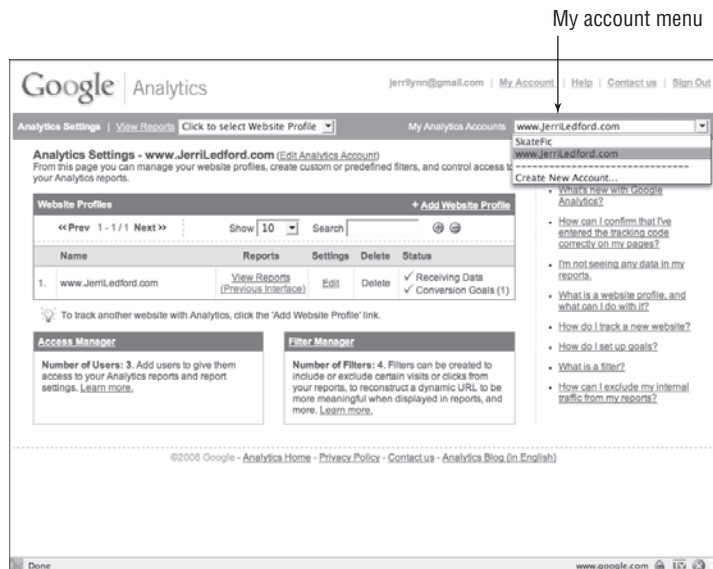 My account menu
Google Analytics
jerrilynn@gmail.com | My Account | Help | Contact us | Sign Out
Analytics Settings | View Reports Click to select Website Profile My Analytics Accounts www.JerriLedford.com
SkateFic
www.JerriLedford.com
Create New Account...
Analytics Settings - www.JerriLedford.com (Edit Analytics Account)
From this page you can manage your website profiles, create custom or predefined filters, and control access to
your Analytics reports.
Website Profiles + Add Website Profile
« Prev 1 - 1 / 1 Next » Show 10 Search
Name Reports Settings Delete Status
1. www.JerriLedford.com View Reports (Previous Interface) Edit Delete ✓ Receiving Data ✓ Conversion Goals (1)
To track another website with Analytics, click the 'Add Website Profile' link.
Access Manager
Number of Users: 3. Add users to give them
access to your Analytics reports and report
settings. Learn more.
Filter Manager
Number of Filters: 4. Filters can be created to
include or exclude certain visits or clicks from
your reports, to reconstruct a dynamic URL to be
more meaningful when displayed in reports, and
more. Learn more.
What's new with Google
Analytics?
How can I confirm that I've
entered the tracking code
correctly on my pages?
I'm not seeing any data in my
reports.
What is a website profile, and
what can I do with it?
How do I track a new website?
How do I set up goals?
What is a filter?
How can I exclude my internal
traffic from my reports?
©2006 Google - Analytics Home - Privacy Policy - Contact us - Analytics Blog (in English)
Done www.google.com